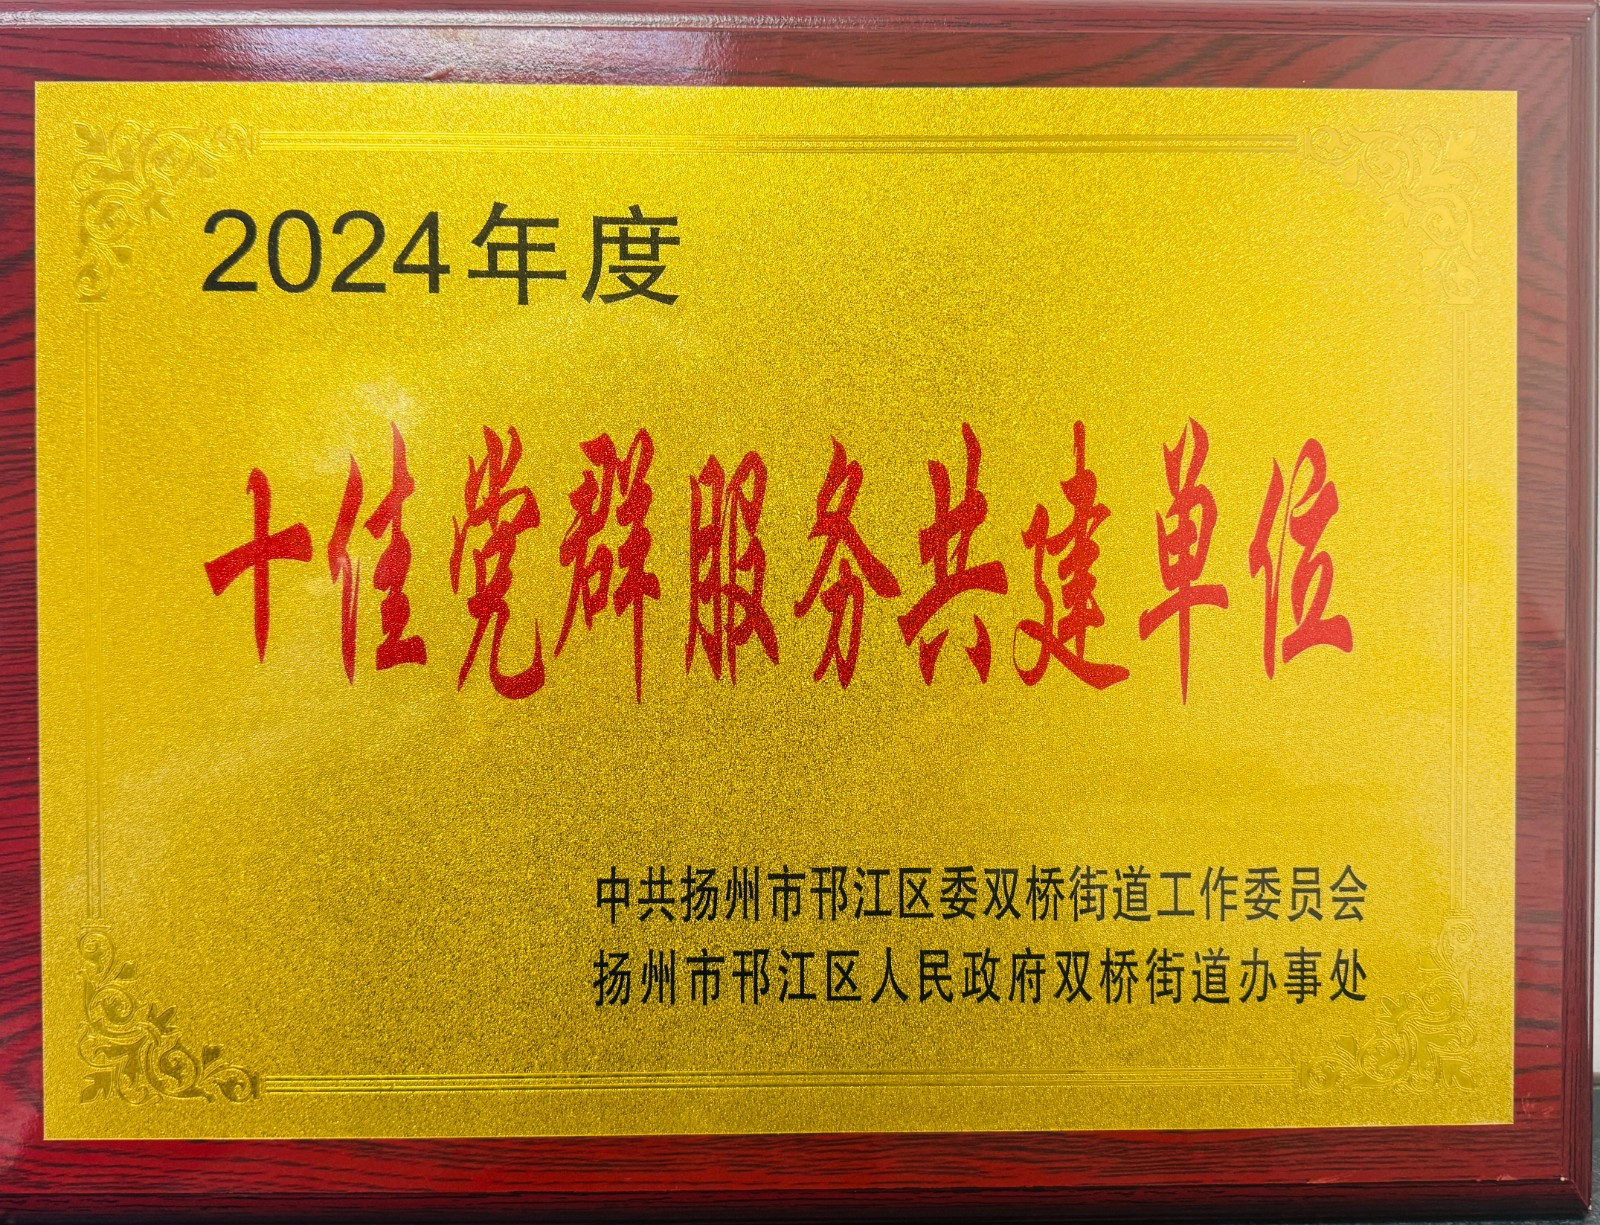 2024年度
十佳党群服务共建单位
中共扬州市邗江区委双桥街道工作委员会
扬州市邗江区人民政府双桥街道办事处